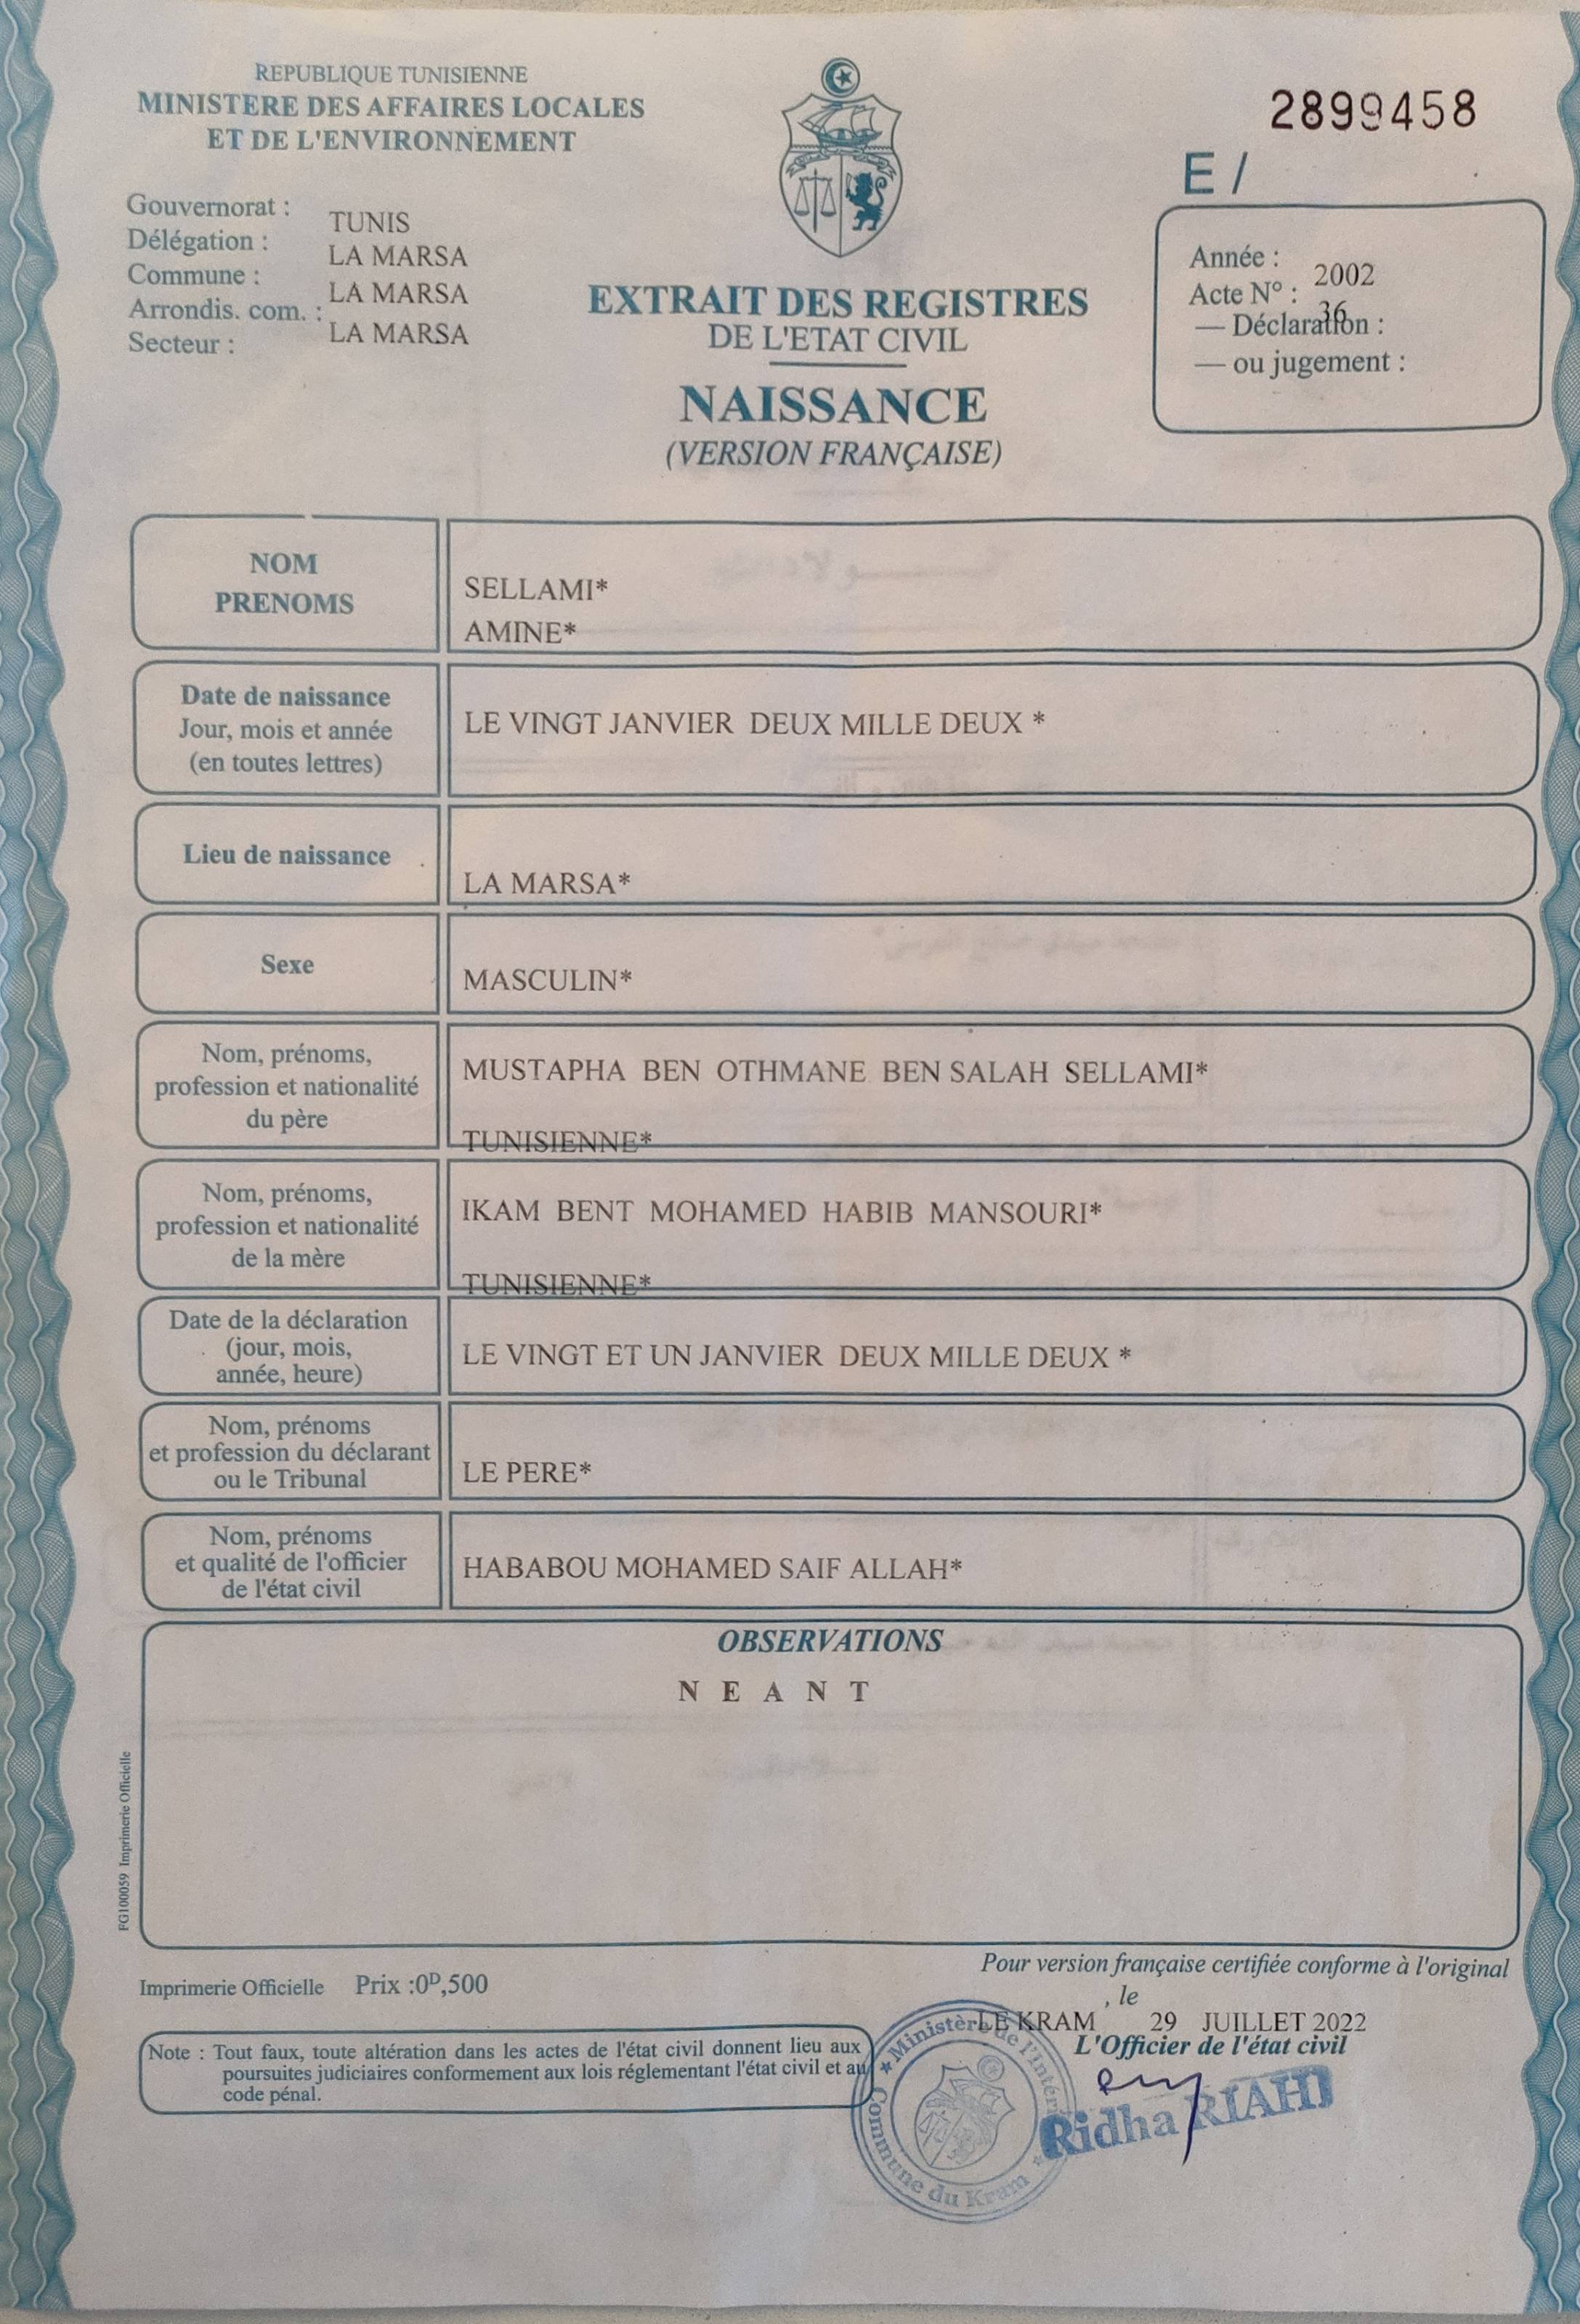 REPUBLIQUE TUNISIENNE
MINISTERE DES AFFAIRES LOCALES
ET DE L'ENVIRONNEMENT
2899458
E /
Gouvernorat : TUNIS
Délégation : LA MARSA
Commune : LA MARSA
Arrondis. com. : LA MARSA
Secteur :
Année : 2002
Acte N° : 36
— Déclaration :
— ou jugement :
EXTRAIT DES REGISTRES
DE L'ETAT CIVIL
NAISSANCE
(VERSION FRANÇAISE)
NOM
PRENOMS
SELLAMI*
AMINE*
Date de naissance
Jour, mois et année
(en toutes lettres)
LE VINGT JANVIER DEUX MILLE DEUX *
Lieu de naissance
LA MARSA*
Sexe
MASCULIN*
Nom, prénoms,
profession et nationalité
du père
MUSTAPHA BEN OTHMANE BEN SALAH SELLAMI*
TUNISIENNE*
Nom, prénoms,
profession et nationalité
de la mère
IKAM BENT MOHAMED HABIB MANSOURI*
TUNISIENNE*
Date de la déclaration
(jour, mois,
année, heure)
LE VINGT ET UN JANVIER DEUX MILLE DEUX *
Nom, prénoms
et profession du déclarant
ou le Tribunal
LE PERE*
Nom, prénoms
et qualité de l'officier
de l'état civil
HABABOU MOHAMED SAIF ALLAH*
OBSERVATIONS
N E A N T
FG100059 Imprimerie Officielle
Imprimerie Officielle Prix :0D,500
Pour version française certifiée conforme à l'original
, le
LE KRAM 29 JUILLET 2022
L'Officier de l'état civil
Note : Tout faux, toute altération dans les actes de l'état civil donnent lieu aux
poursuites judiciaires conformement aux lois réglementant l'état civil et au
code pénal.
Ministère de l'Intéri
Commune du Kram
Ridha RIAHI